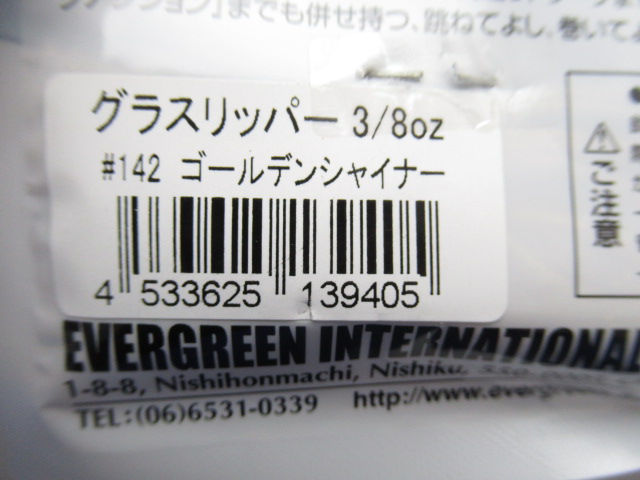 ヴァンション」までも併せ持つ、跳ねてよし、巻いてよ
グラスリッパー 3/8oz
#142 ゴールデンシャイナー
4 533625 139405
ご注意
EVERGREEN INTERNATIONAL
1-8-8, Nishihonmachi, Nishiku,
TEL:(06)6531-0339 http://www.evergreen